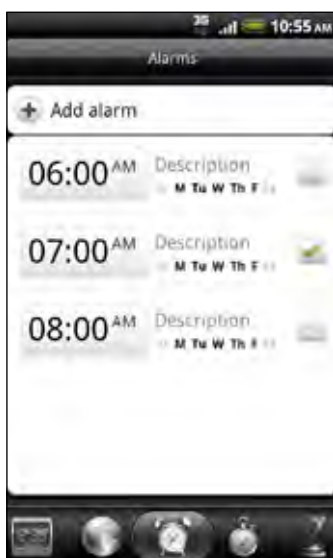 3G 10:55 AM
Alarms
Add alarm
06:00 AM Description
M Tu W Th F
07:00 AM Description
M Tu W Th F
08:00 AM Description
M Tu W Th F